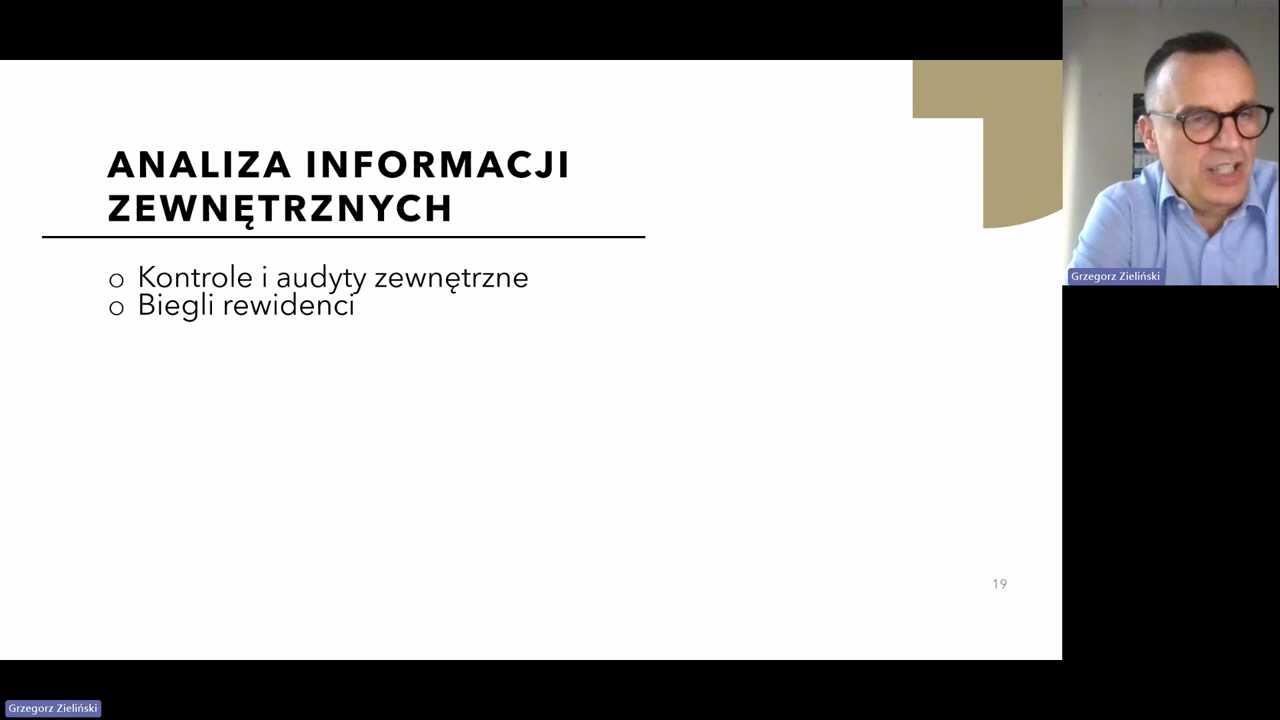 ANALIZA INFORMACJI
ZEWNĘTRZNYCH
o Kontrole i audyty zewnętrzne
o Biegli rewidenci
19
Grzegorz Zieliński
Grzegorz Zieliński